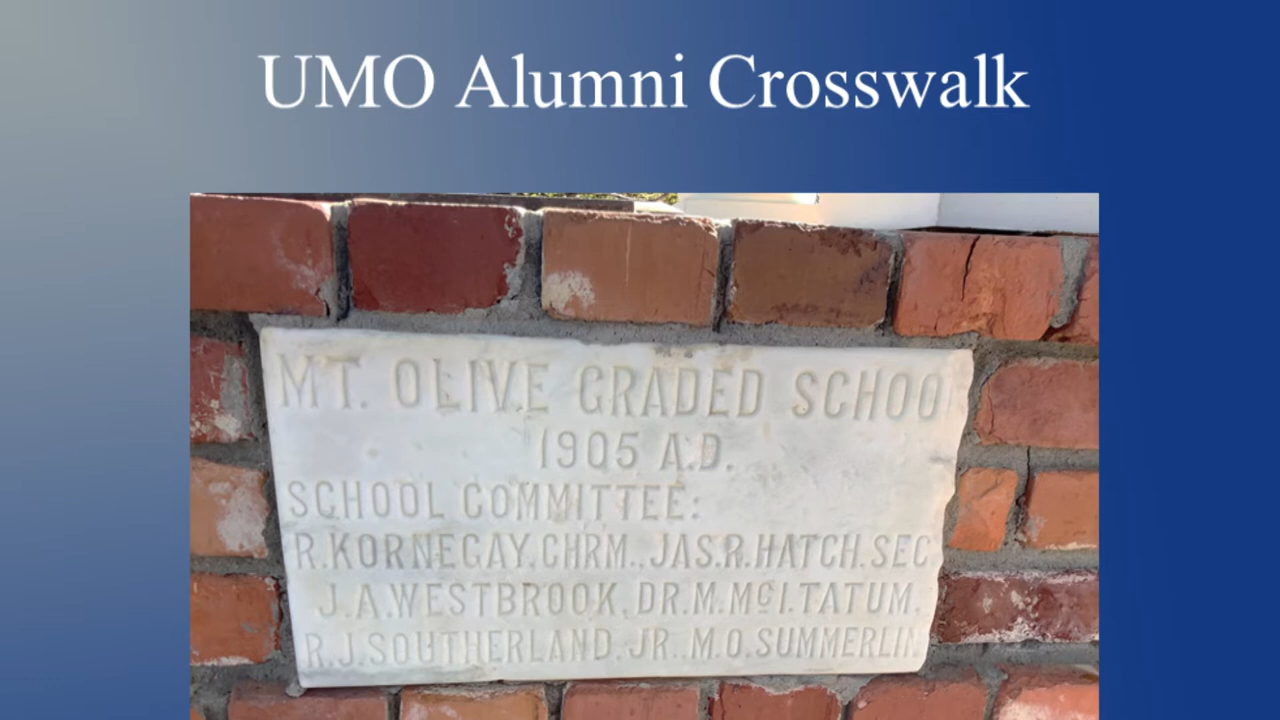 UMO Alumni Crosswalk
MT. OLIVE GRADED SCHOO
1905 A.D.
SCHOOL COMMITTEE:
R.KORNEGAY,CHRM., JAS.R.HATCH.SEC
J.A.WESTBROOK, DR.M.McI.TATUM,
R.J.SOUTHERLAND, JR., M.O.SUMMERLIN